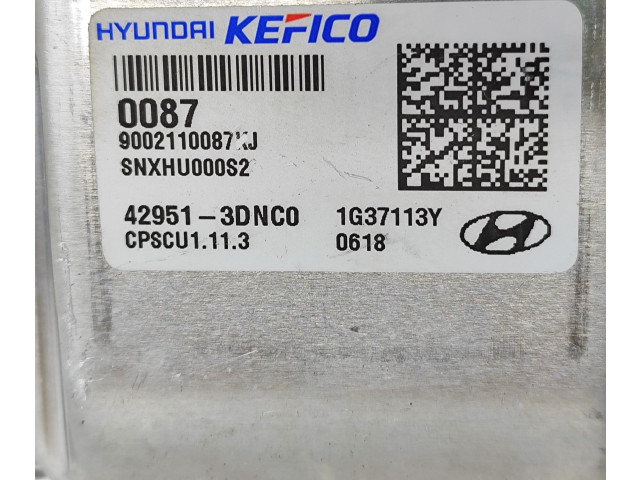 HYUNDAI KEFICO
0087
9002110087KJ
SNXHU000S2
42951-3DNC0 1G37113Y
CPSCU1.11.3 0618